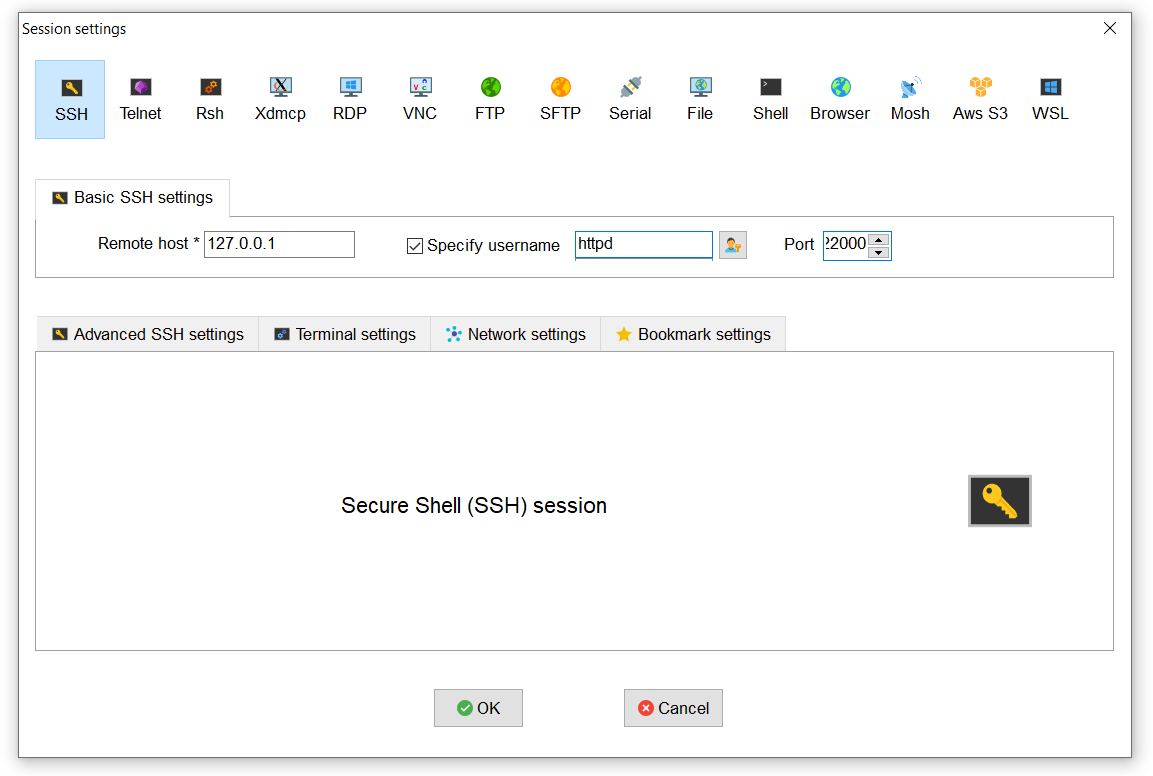 Session settings
SSH Telnet Rsh Xdmcp RDP VNC FTP SFTP Serial File Shell Browser Mosh Aws S3 WSL
Basic SSH settings
Remote host * 127.0.0.1 Specify username httpd Port 22000
Advanced SSH settings Terminal settings Network settings Bookmark settings
Secure Shell (SSH) session
OK Cancel